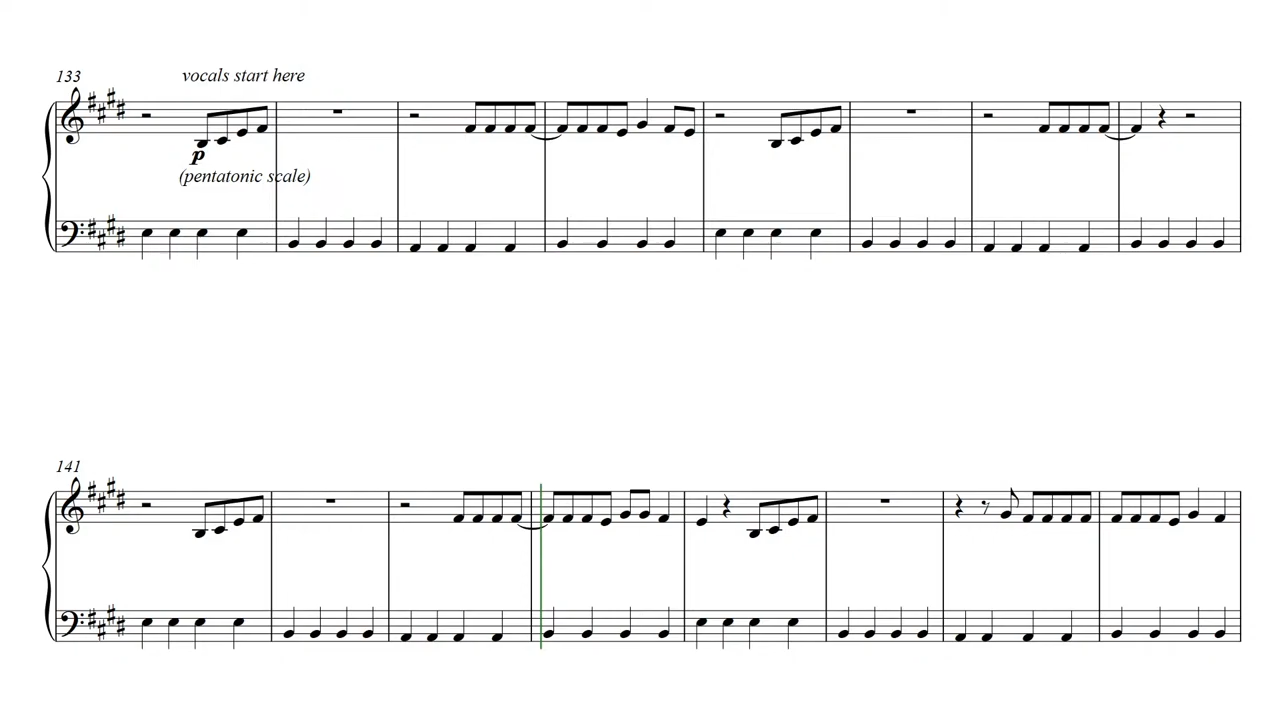 133
vocals start here
p
(pentatonic scale)
141